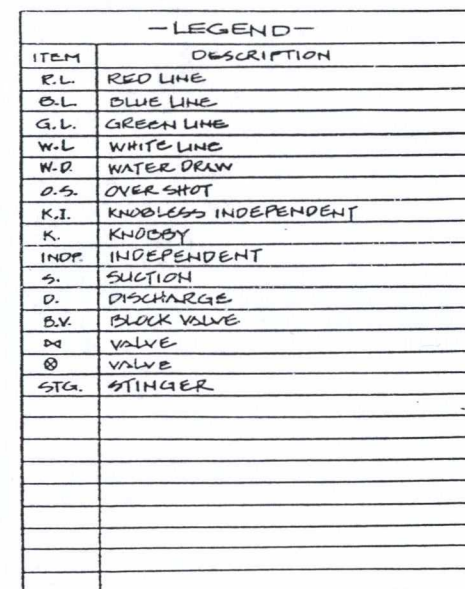 -LEGEND-
ITEM DESCRIPTION
R.L. RED LINE
B.L BLUE LINE
G.L. GREEN LINE
W.L WHITE LINE
W.D. WATER DRAW
O.S. OVER SHOT
K.I. KNOBLESS INDEPENDENT
K. KNOBBY
INDP. INDEPENDENT
S. SUCTION
D. DISCHARGE
B.V. BLOCK VALVE
⋈ VALVE
⊗ VALVE
STG. STINGER